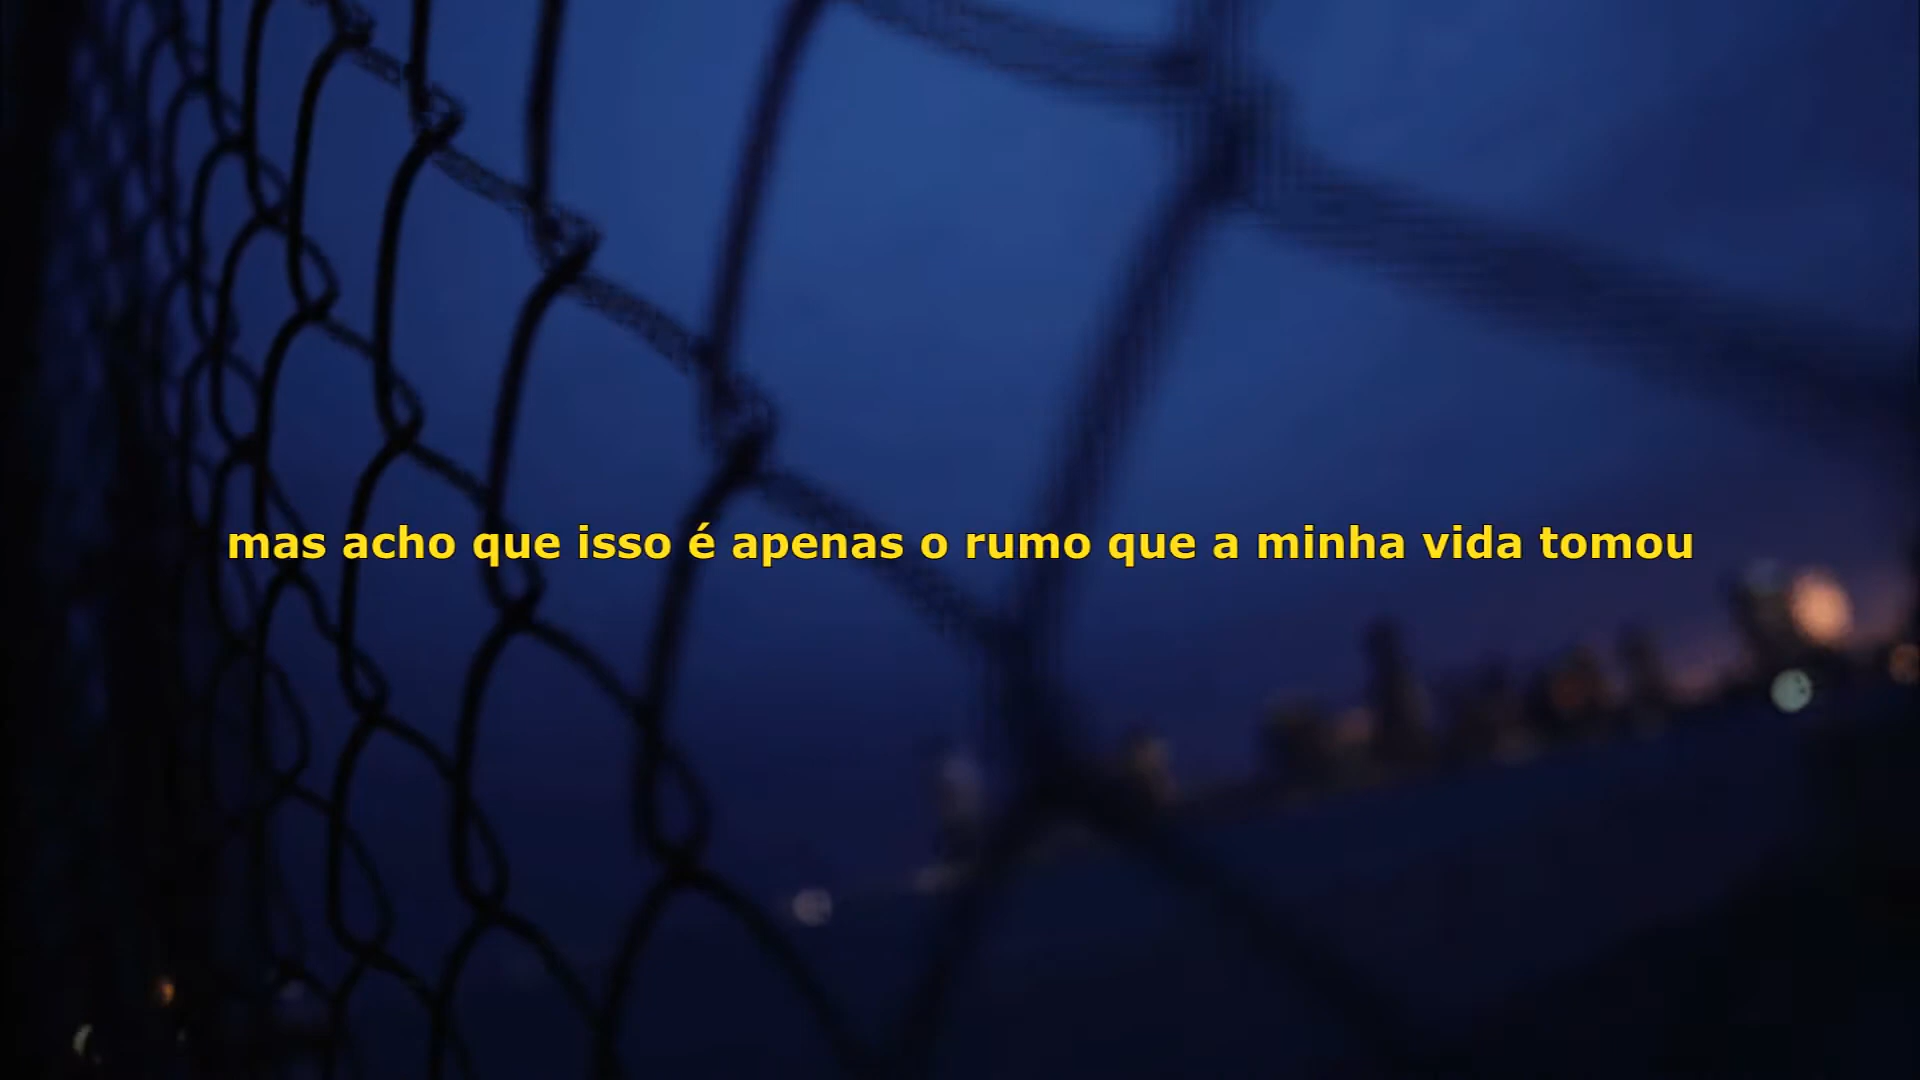 mas acho que isso é apenas o rumo que a minha vida tomou